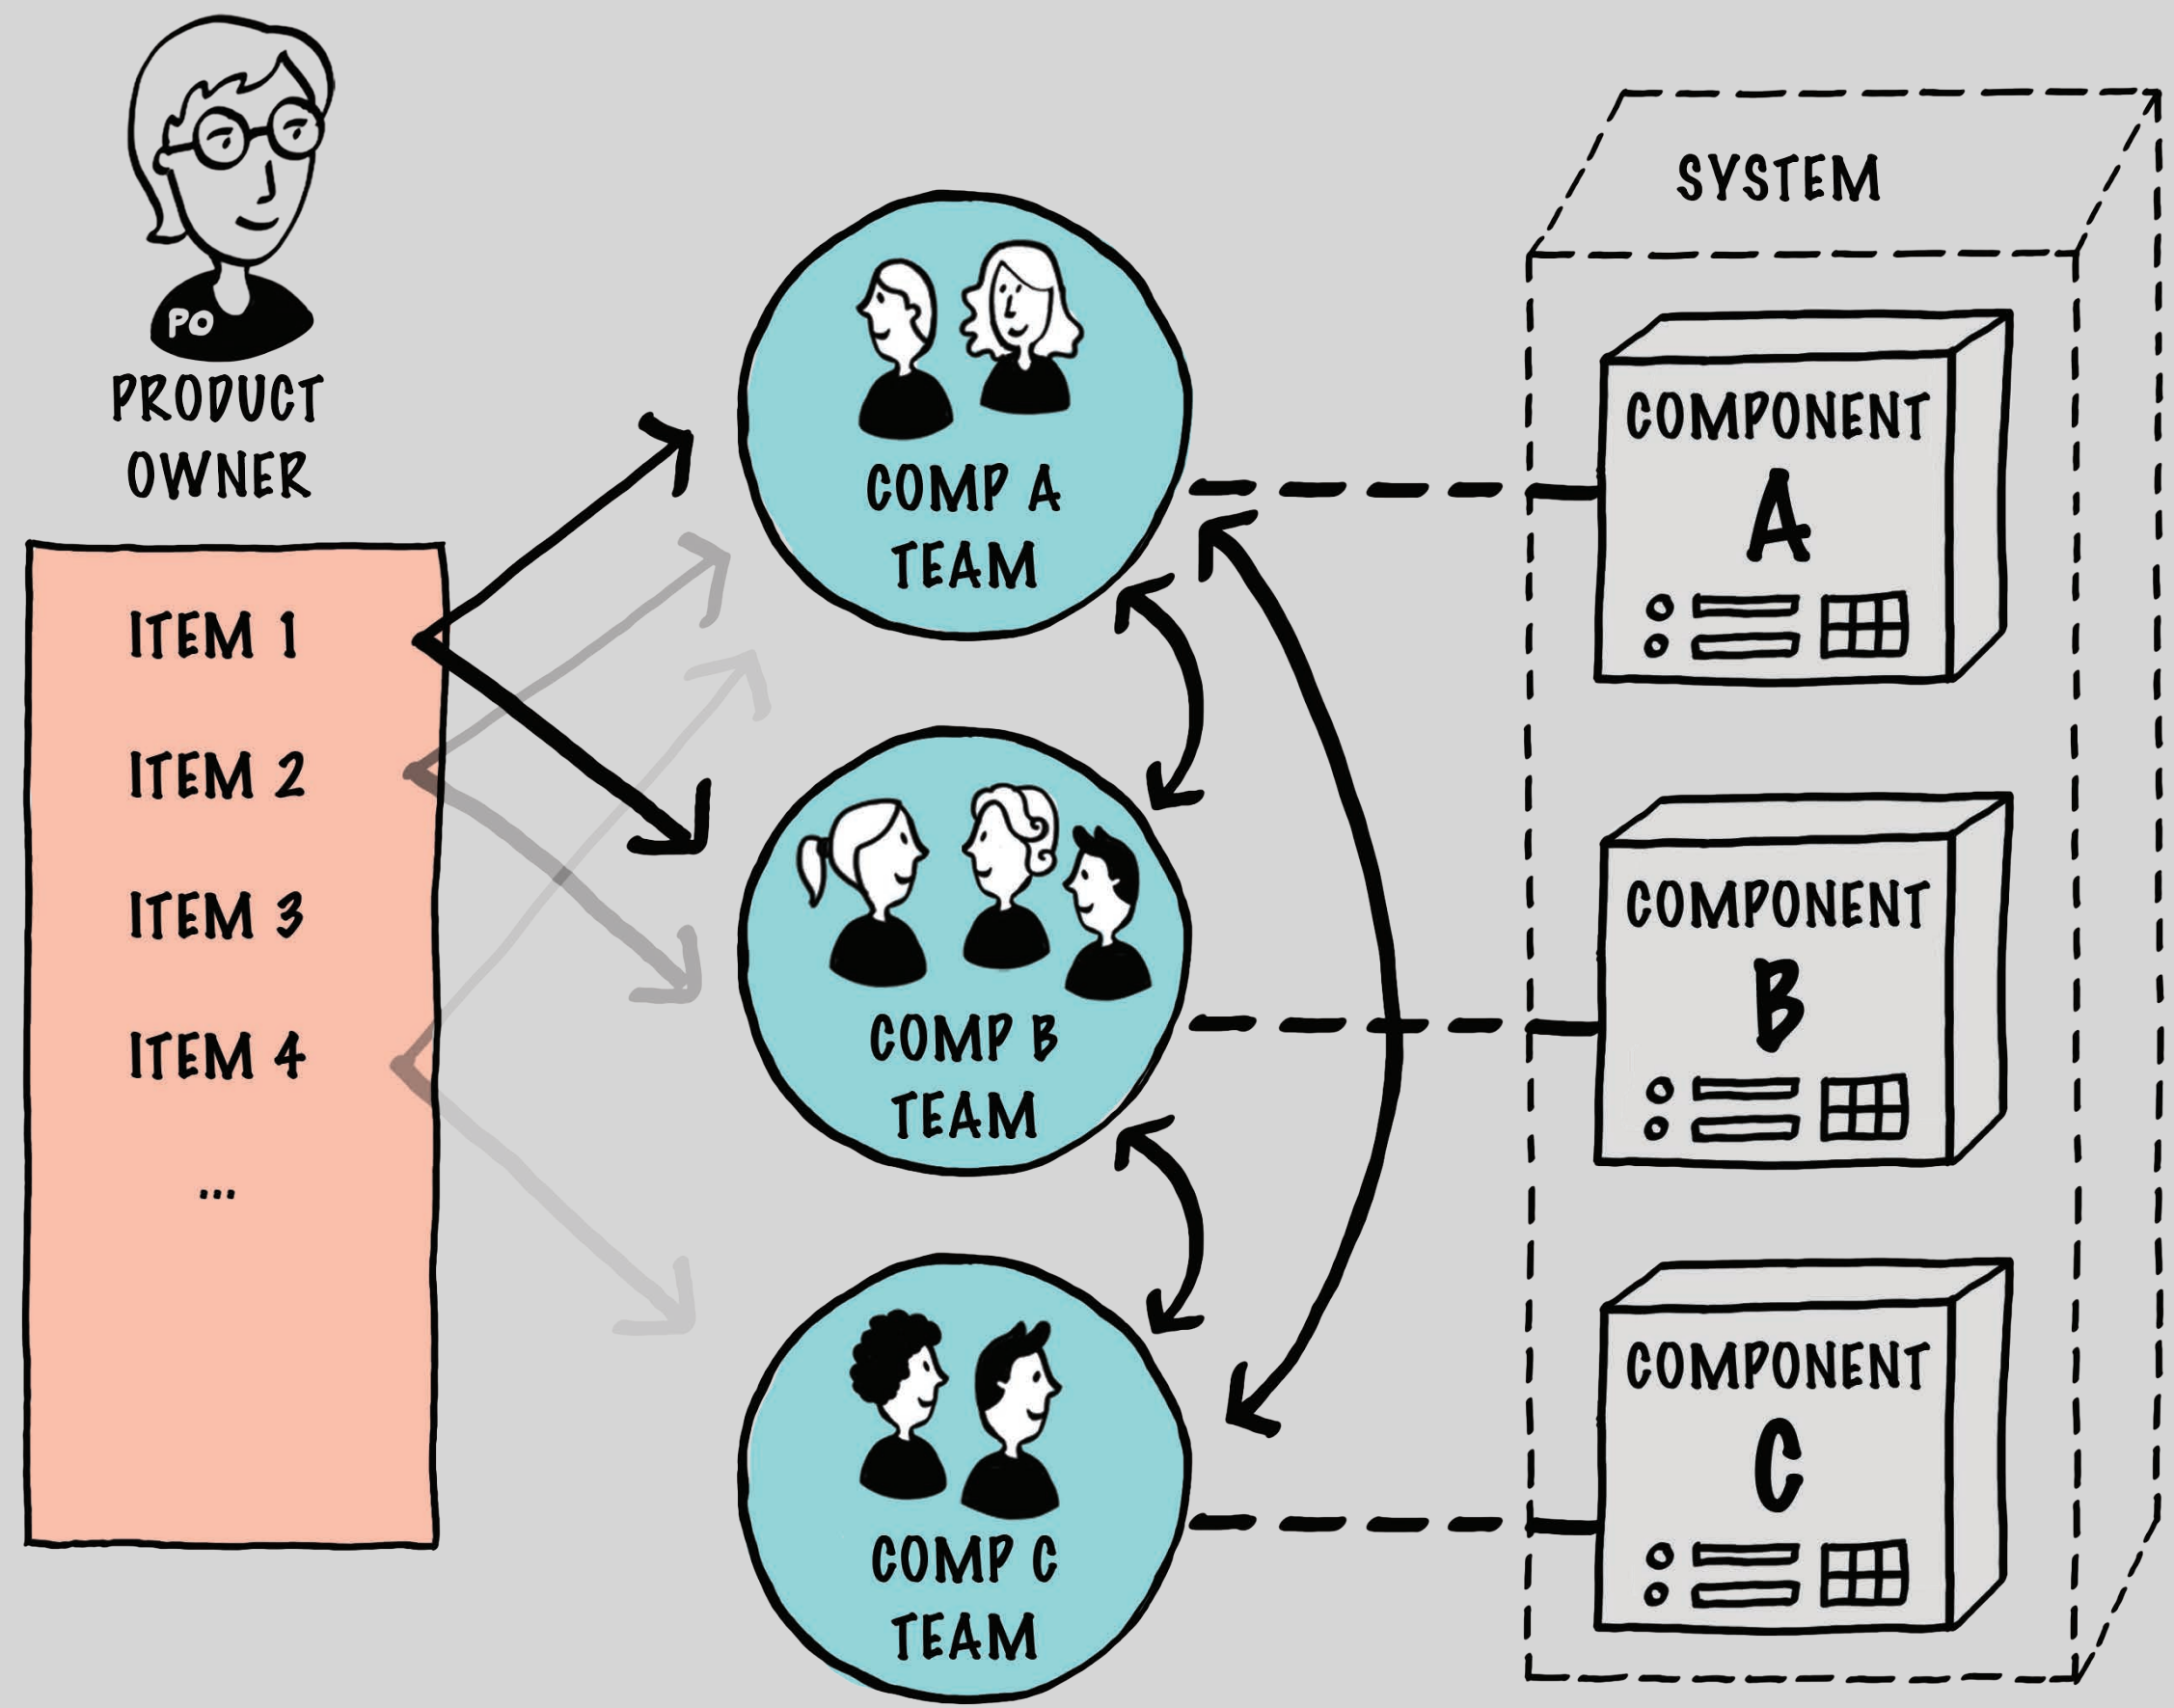 PO
PRODUCT
OWNER
ITEM 1
ITEM 2
ITEM 3
ITEM 4
...
COMP A
TEAM
COMP B
TEAM
COMP C
TEAM
SYSTEM
COMPONENT
A
COMPONENT
B
COMPONENT
C